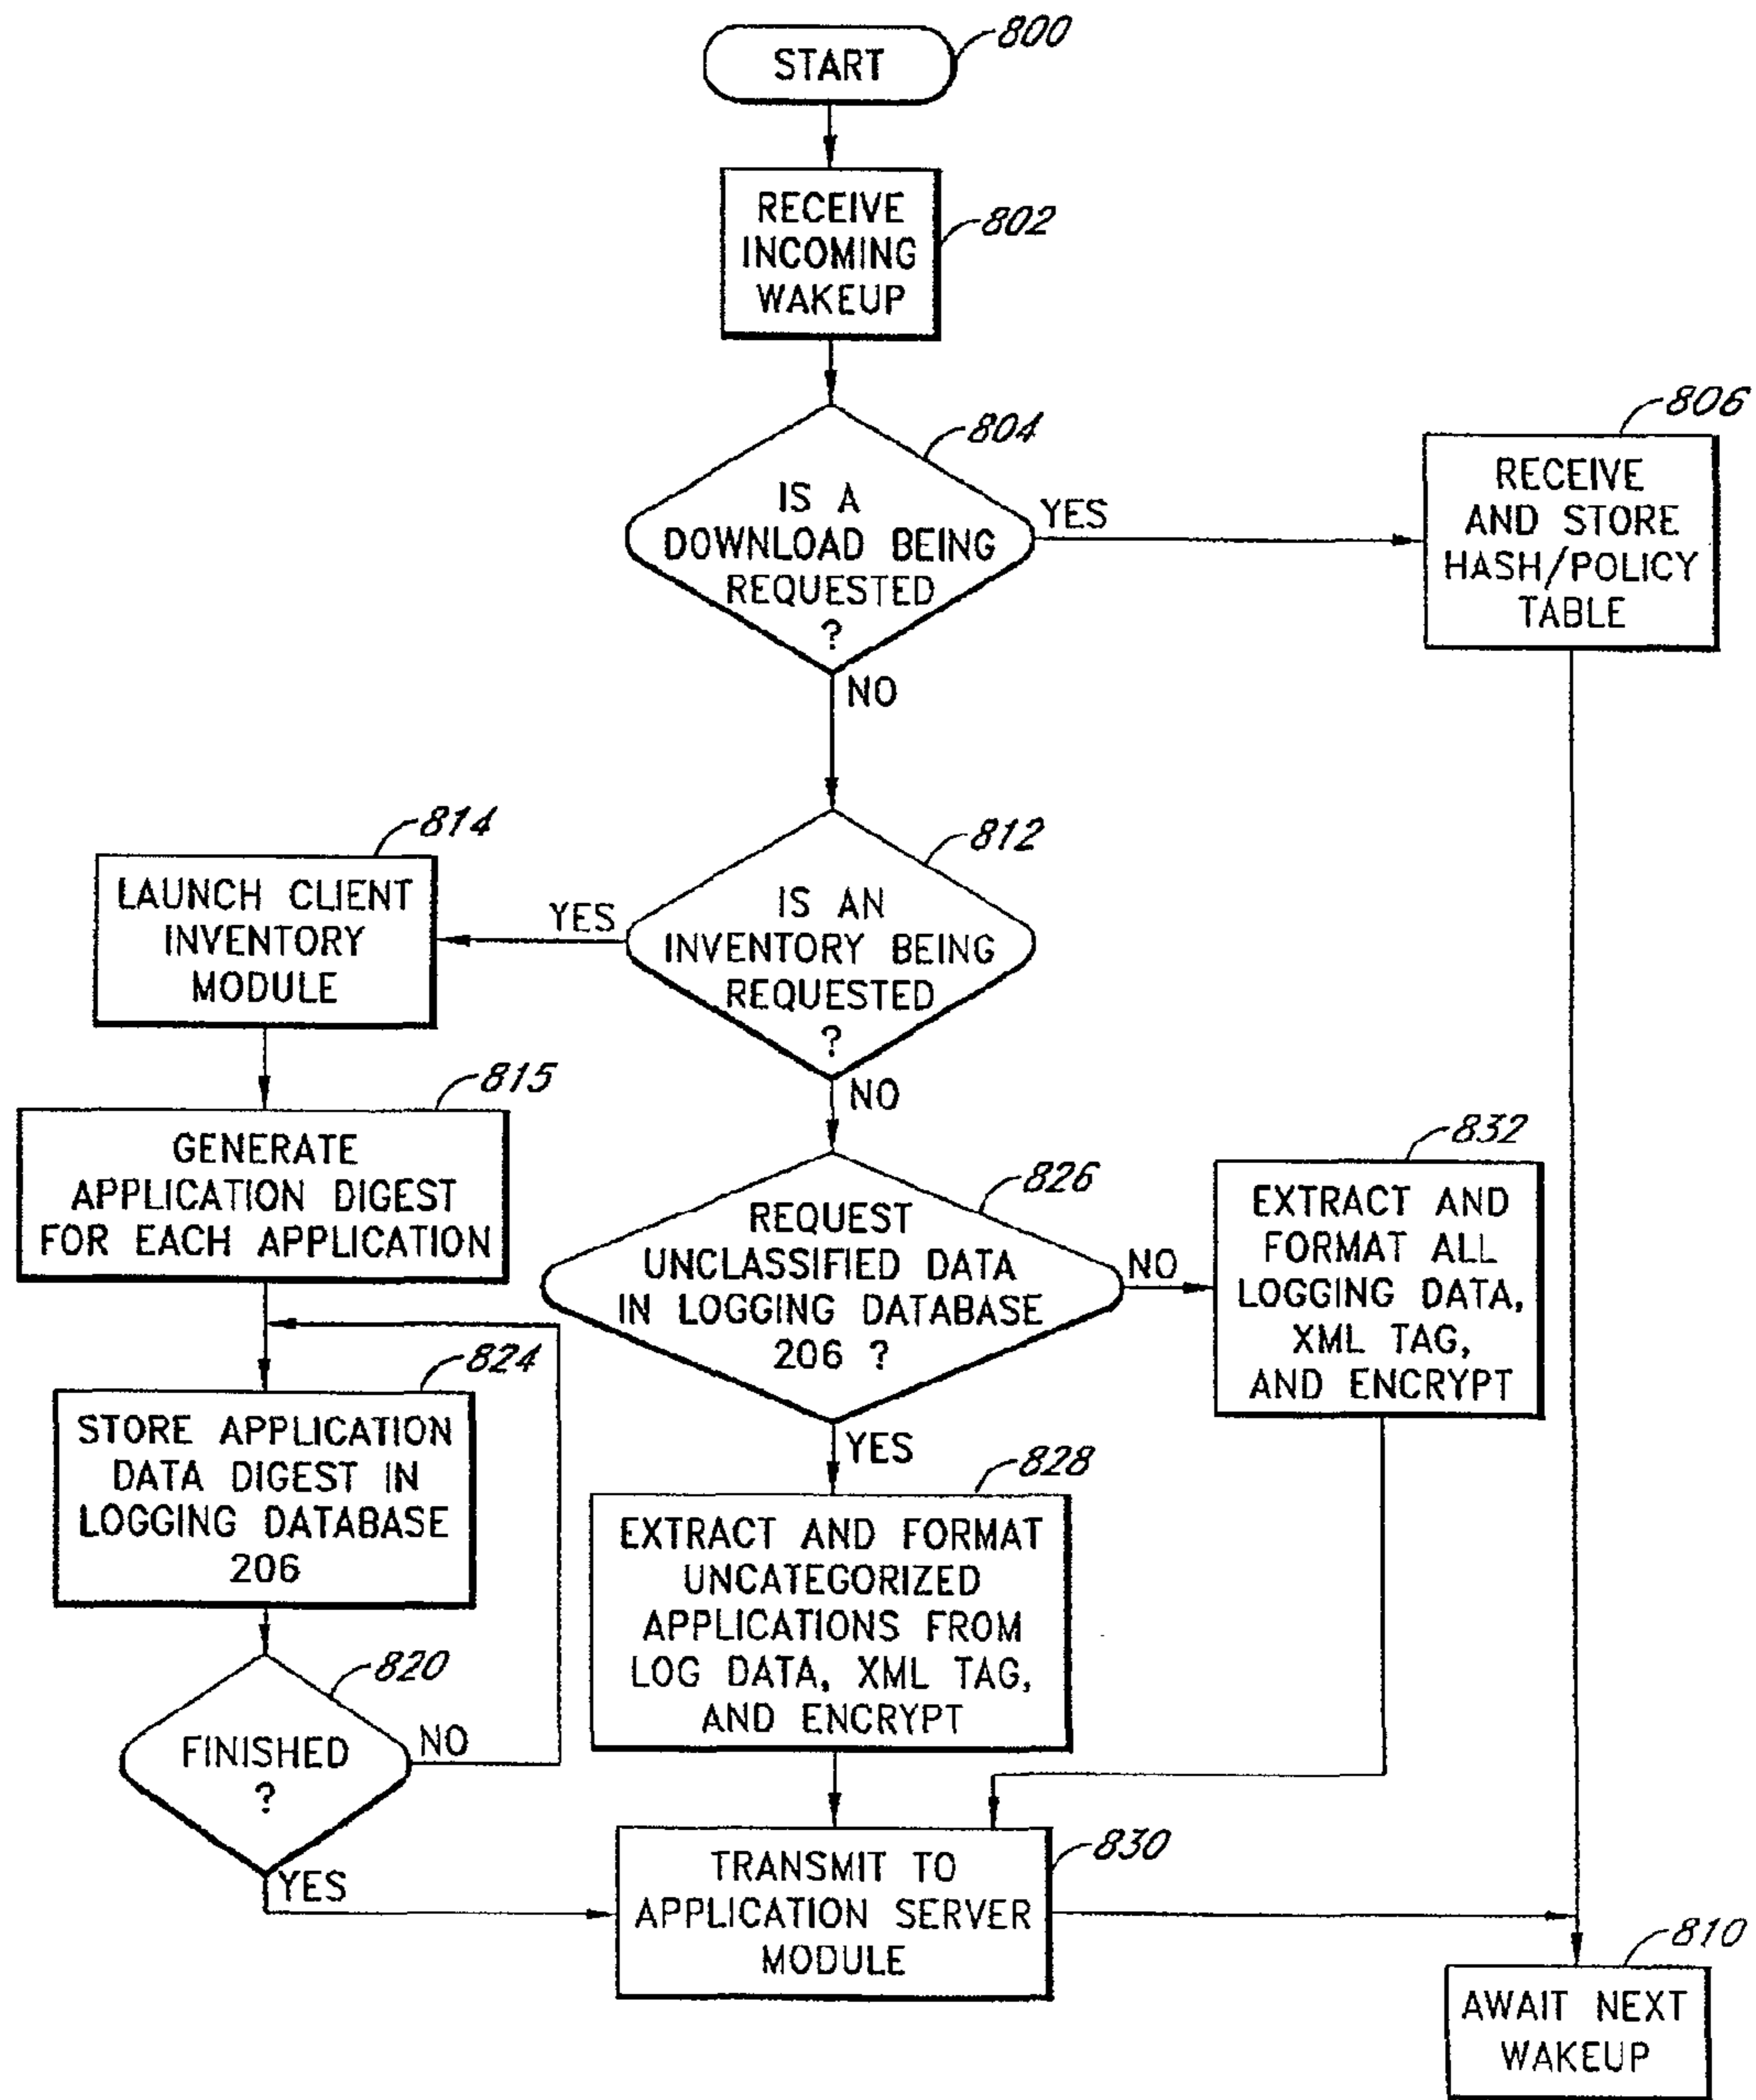 START
800
RECEIVE
INCOMING
WAKEUP
802
IS A
DOWNLOAD BEING
REQUESTED
?
804
YES
NO
RECEIVE
AND STORE
HASH/POLICY
TABLE
806
IS AN
INVENTORY BEING
REQUESTED
?
812
YES
NO
LAUNCH CLIENT
INVENTORY
MODULE
814
GENERATE
APPLICATION DIGEST
FOR EACH APPLICATION
815
STORE APPLICATION
DATA DIGEST IN
LOGGING DATABASE
206
824
FINISHED
?
820
NO
YES
REQUEST
UNCLASSIFIED DATA
IN LOGGING DATABASE
206 ?
826
NO
YES
EXTRACT AND
FORMAT ALL
LOGGING DATA,
XML TAG,
AND ENCRYPT
832
EXTRACT AND FORMAT
UNCATEGORIZED
APPLICATIONS FROM
LOG DATA, XML TAG,
AND ENCRYPT
828
TRANSMIT TO
APPLICATION SERVER
MODULE
830
AWAIT NEXT
WAKEUP
810